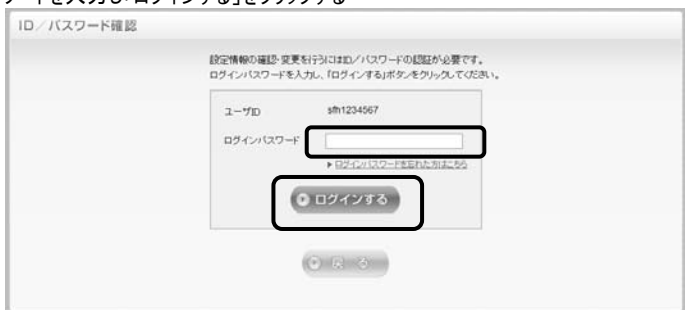 ードを入力し「ログインする」をクリックする
ID／パスワード確認
設定情報の確認・変更を行うにはID／パスワードの認証が必要です。
ログインパスワードを入力し、「ログインする」ボタンをクリックしてください。
ユーザID sfh1234567
ログインパスワード
ログインパスワードを忘れた方はこちら
ログインする
戻る